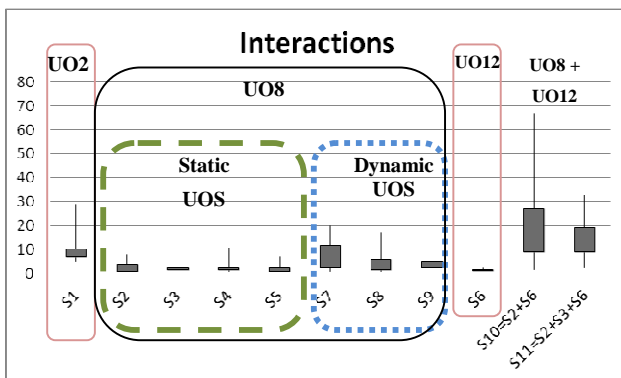 Interactions
UO2
UO8
UO12
UO8 +
UO12
Static
UOS
Dynamic
UOS
80
70
60
50
40
30
20
10
0
S1
S2
S3
S4
S5
S7
S8
S9
S6
S10=S2+S6
S11=S2+S3+S6